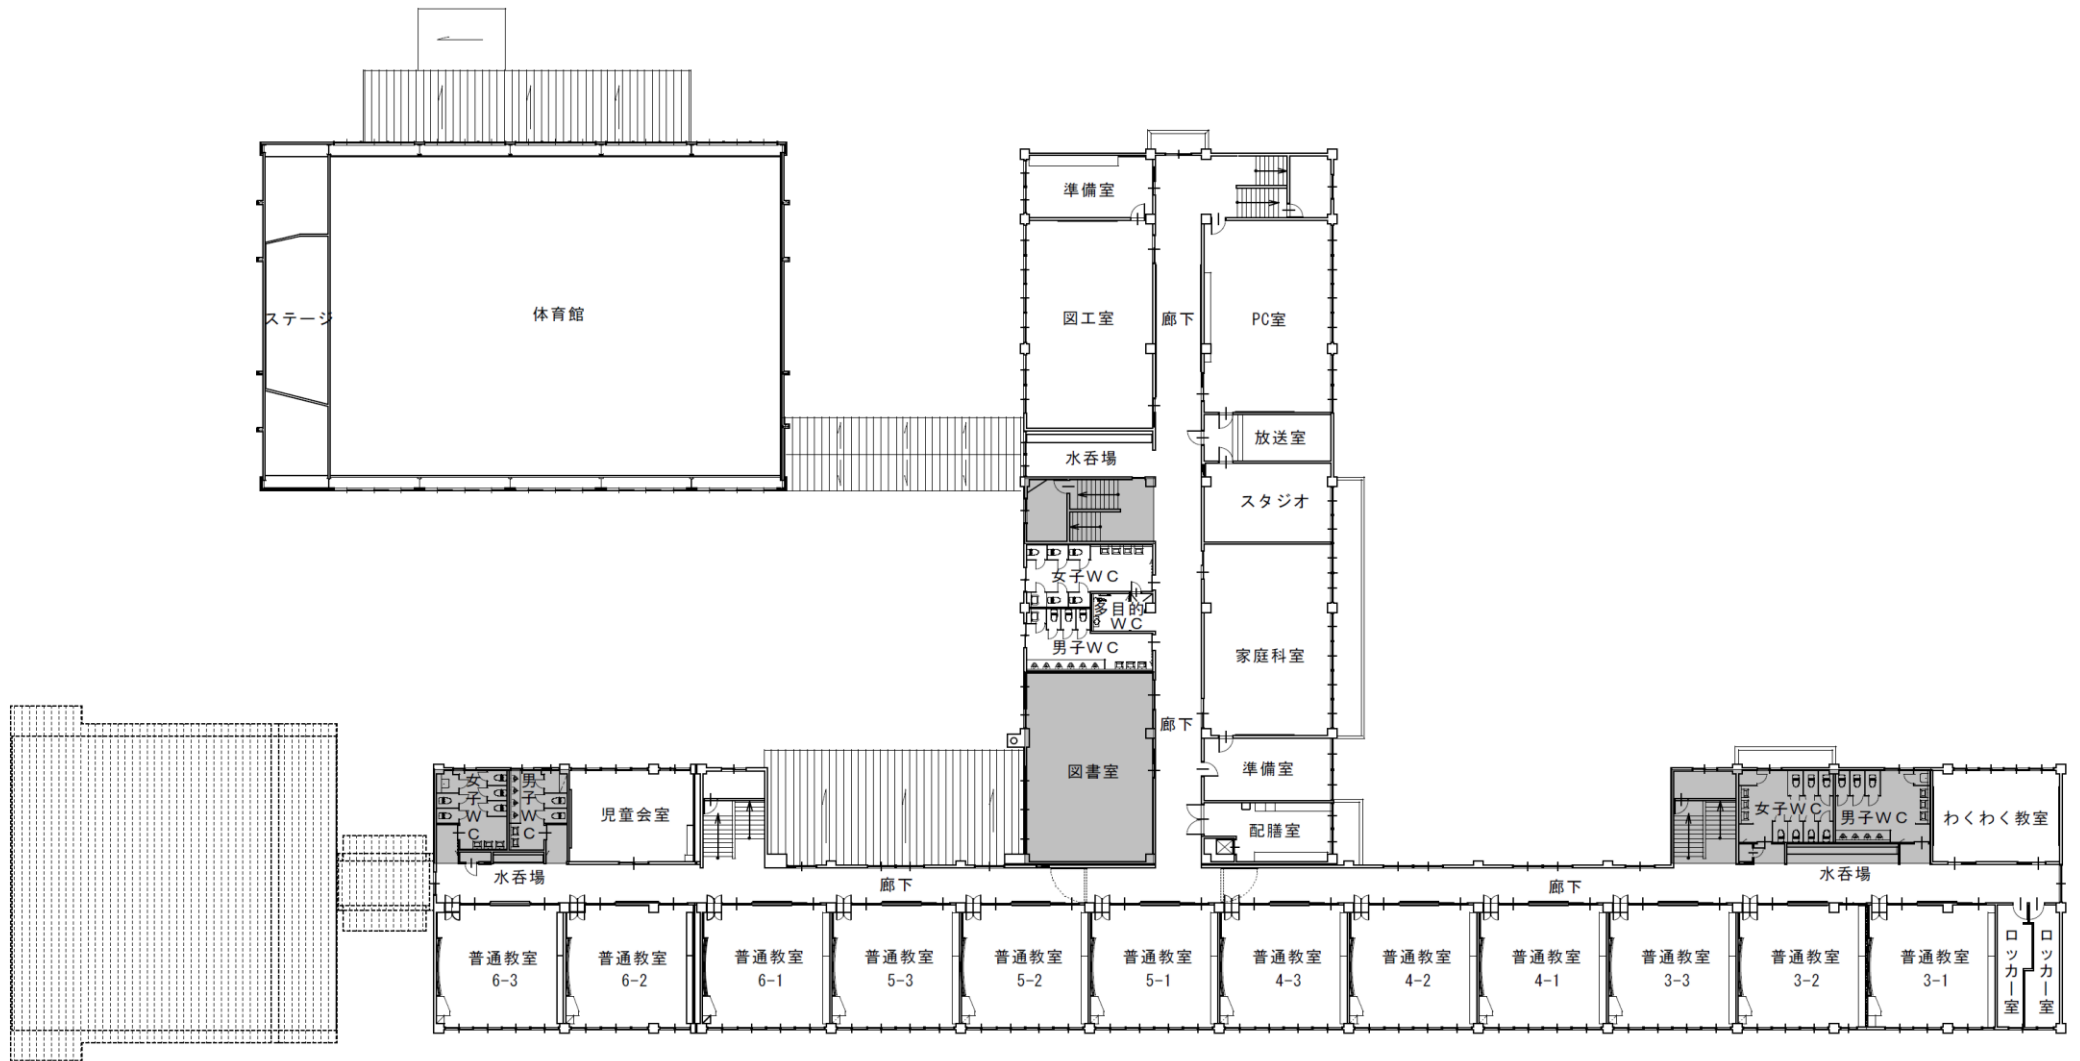 準備室
ステージ
体育館
図工室
廊下
PC室
放送室
水呑場
スタジオ
女子WC
多目的
WC
男子WC
家庭科室
廊下
図書室
準備室
女子WC
男子WC
児童会室
配膳室
女子WC
男子WC
わくわく教室
水呑場
廊下
廊下
水呑場
普通教室
6-3
普通教室
6-2
普通教室
6-1
普通教室
5-3
普通教室
5-2
普通教室
5-1
普通教室
4-3
普通教室
4-2
普通教室
4-1
普通教室
3-3
普通教室
3-2
普通教室
3-1
ロッカー室
ロッカー室